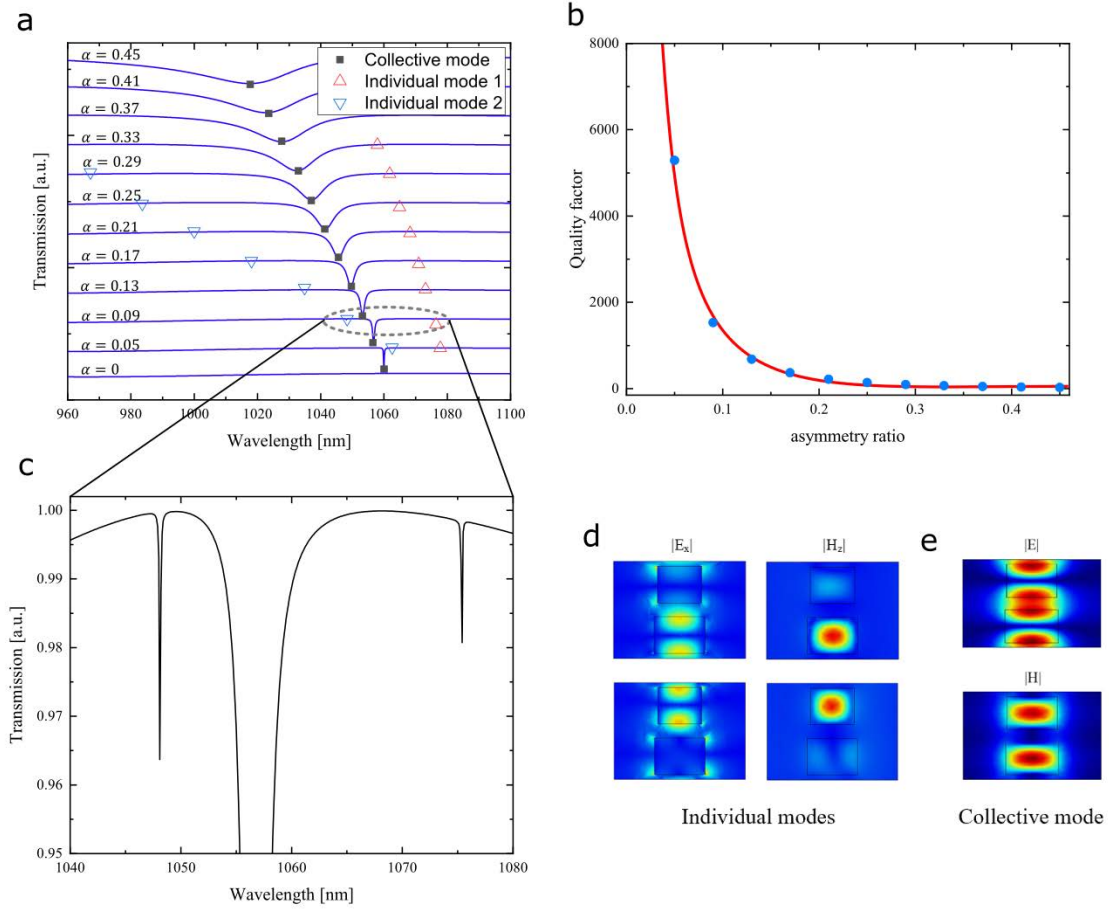 a
α = 0.45
α = 0.41
α = 0.37
α = 0.33
α = 0.29
α = 0.25
α = 0.21
α = 0.17
α = 0.13
α = 0.09
α = 0.05
α = 0
Collective mode
Individual mode 1
Individual mode 2
Transmission [a.u.]
960 980 1000 1020 1040 1060 1080 1100
Wavelength [nm]
b
8000
6000
4000
2000
0
Quality factor
0.0 0.1 0.2 0.3 0.4
asymmetry ratio
c
1.00
0.99
0.98
0.97
0.96
0.95
Transmission [a.u.]
1040 1050 1060 1070 1080
Wavelength [nm]
d
|Eₓ| |H_z|
Individual modes
e
|E|
|H|
Collective mode